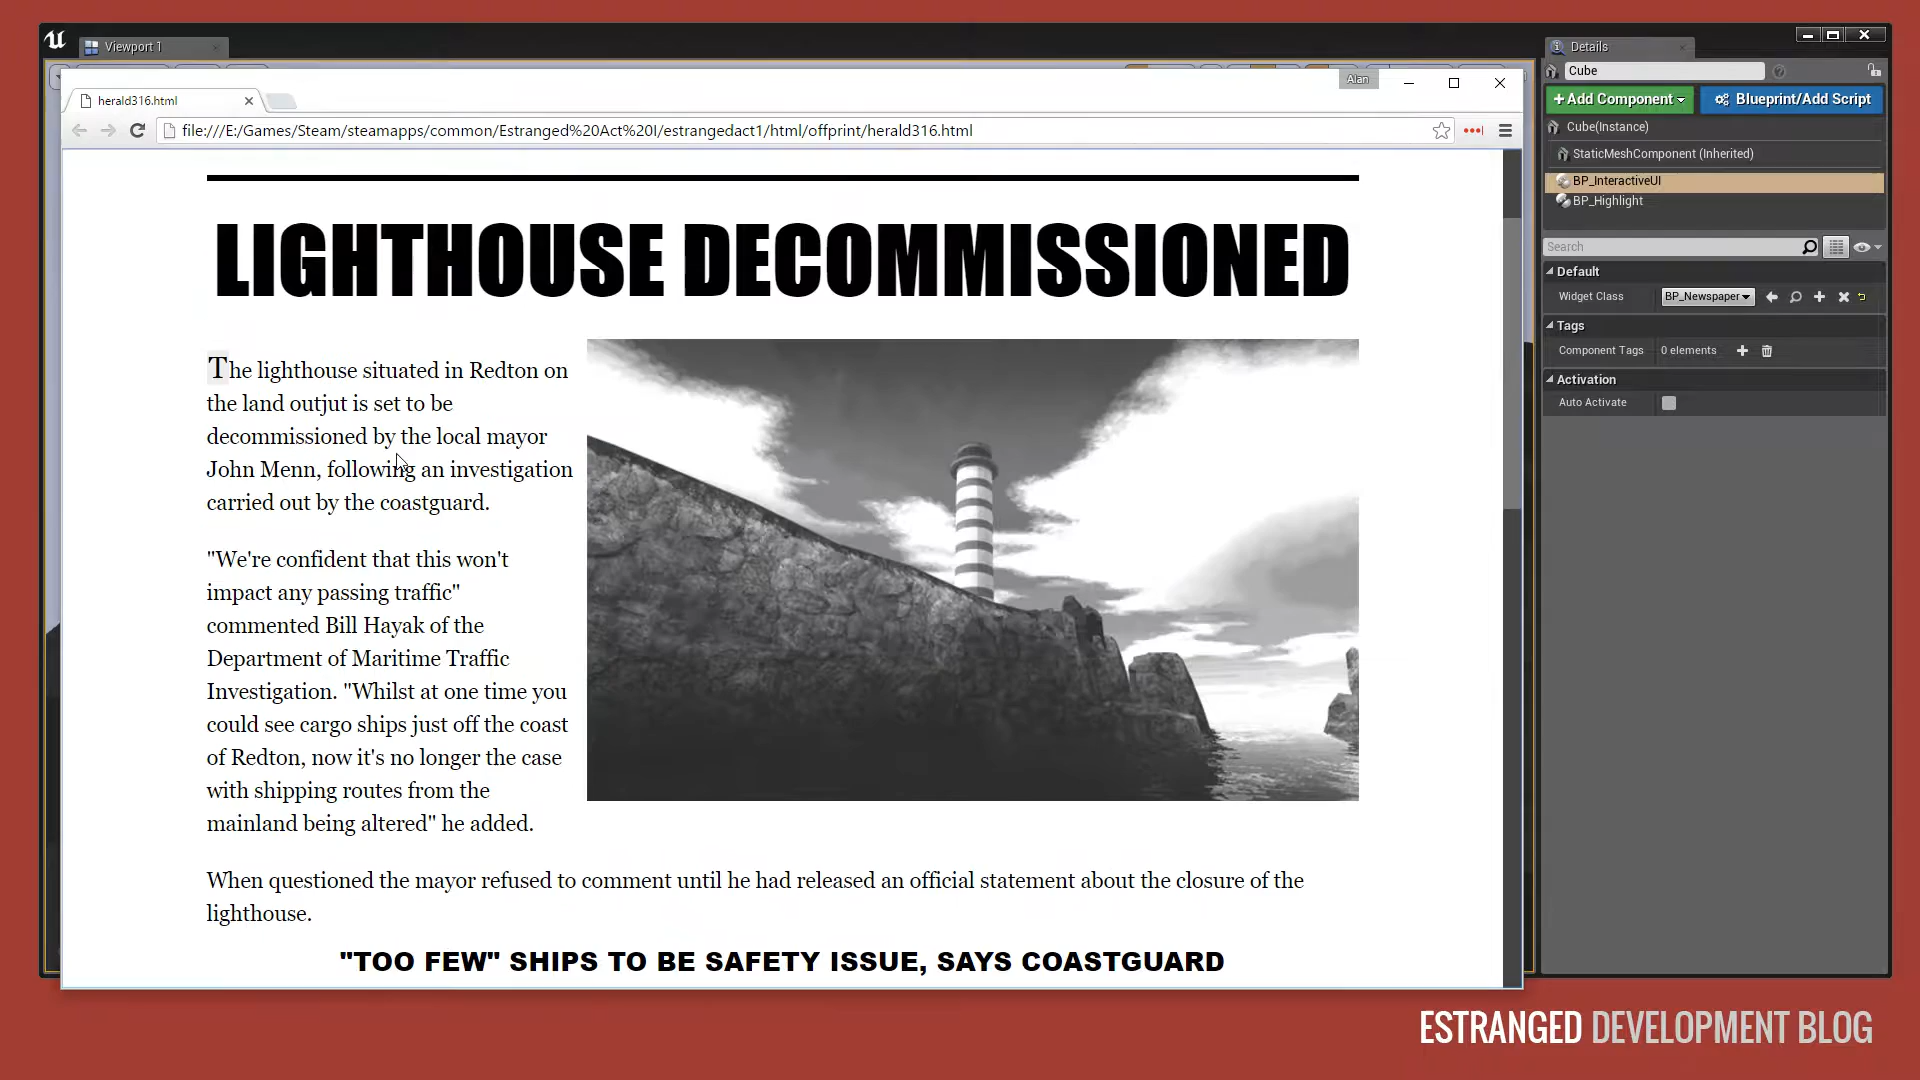 Viewport 1
Details
Alan
Cube
herald316.html
+ Add Component
Blueprint/Add Script
file:///E:/Games/Steam/steamapps/common/Estranged%20Act%20I/estrangedact1/html/offprint/herald316.html
Cube(Instance)
StaticMeshComponent (Inherited)
BP_InteractiveUI
BP_Highlight
Search
Default
Widget Class
BP_Newspaper
Tags
Component Tags
0 elements
Activation
Auto Activate
LIGHTHOUSE DECOMMISSIONED
The lighthouse situated in Redton on
the land outjut is set to be
decommissioned by the local mayor
John Menn, following an investigation
carried out by the coastguard.
"We're confident that this won't
impact any passing traffic"
commented Bill Hayak of the
Department of Maritime Traffic
Investigation. "Whilst at one time you
could see cargo ships just off the coast
of Redton, now it's no longer the case
with shipping routes from the
mainland being altered" he added.
When questioned the mayor refused to comment until he had released an official statement about the closure of the
lighthouse.
"TOO FEW" SHIPS TO BE SAFETY ISSUE, SAYS COASTGUARD
ESTRANGED DEVELOPMENT BLOG